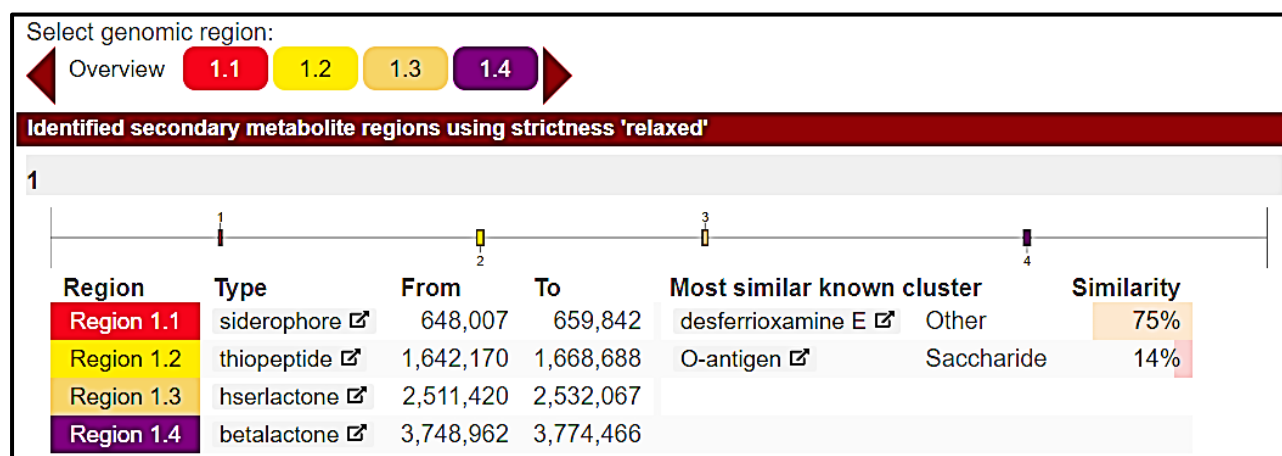 Select genomic region:
Overview 1.1 1.2 1.3 1.4
Identified secondary metabolite regions using strictness 'relaxed'
1
1 3
2 4
Region Type From To Most similar known cluster Similarity
Region 1.1 siderophore 648,007 659,842 desferrioxamine E Other 75%
Region 1.2 thiopeptide 1,642,170 1,668,688 O-antigen Saccharide 14%
Region 1.3 hserlactone 2,511,420 2,532,067
Region 1.4 betalactone 3,748,962 3,774,466